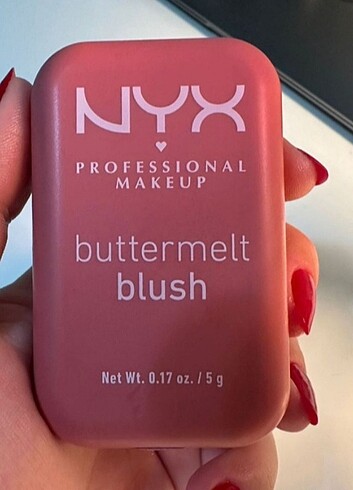 NYX
PROFESSIONAL
MAKEUP
buttermelt
blush
Net Wt. 0.17 oz. / 5 g